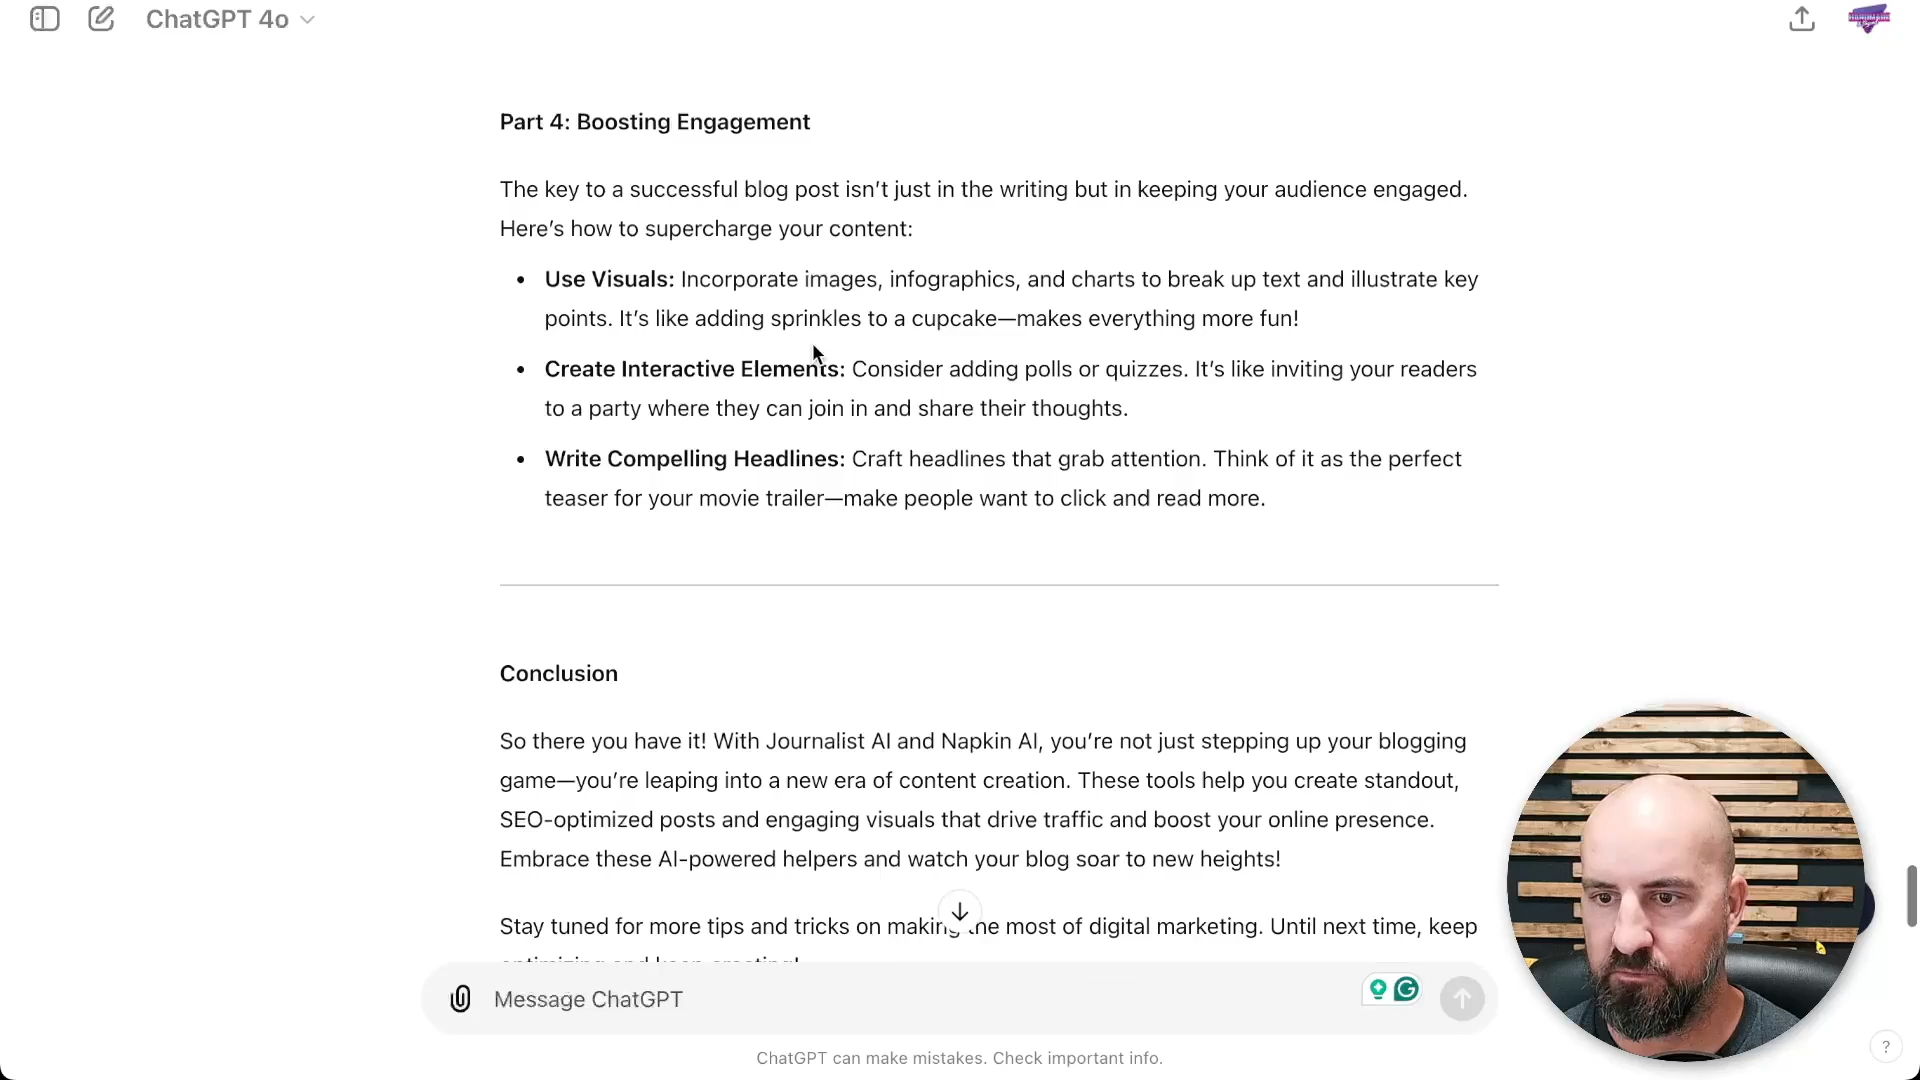 ChatGPT 4o
Part 4: Boosting Engagement
The key to a successful blog post isn't just in the writing but in keeping your audience engaged.
Here's how to supercharge your content:
• Use Visuals: Incorporate images, infographics, and charts to break up text and illustrate key
points. It's like adding sprinkles to a cupcake—makes everything more fun!
• Create Interactive Elements: Consider adding polls or quizzes. It's like inviting your readers
to a party where they can join in and share their thoughts.
• Write Compelling Headlines: Craft headlines that grab attention. Think of it as the perfect
teaser for your movie trailer—make people want to click and read more.
Conclusion
So there you have it! With Journalist AI and Napkin AI, you're not just stepping up your blogging
game—you're leaping into a new era of content creation. These tools help you create standout,
SEO-optimized posts and engaging visuals that drive traffic and boost your online presence.
Embrace these AI-powered helpers and watch your blog soar to new heights!
Stay tuned for more tips and tricks on making the most of digital marketing. Until next time, keep
optimizing and keep creating!
Message ChatGPT
ChatGPT can make mistakes. Check important info.
?